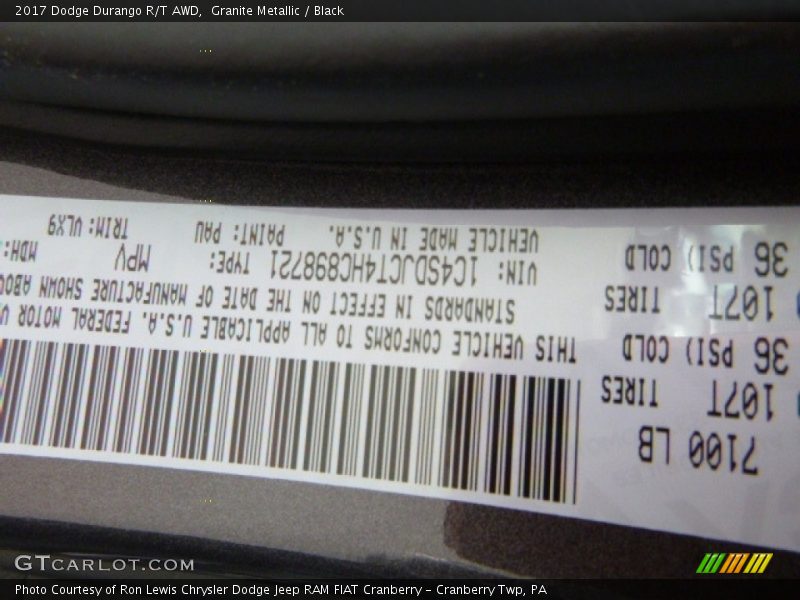 2017 Dodge Durango R/T AWD,  Granite Metallic / Black
7100 LB
107T TIRES
36 PSI) COLD
107T TIRES
36 PSI) COLD
THIS VEHICLE CONFORMS TO ALL APPLICABLE U.S.A. FEDERAL MOTOR
STANDARDS IN EFFECT ON THE DATE OF MANUFACTURE SHOWN
VIN: 1C4SDJCT4HC898721 TYPE: MPV MDH:
VEHICLE MADE IN U.S.A. PAINT: PAU TRIM: VLX9
GTCARLOT.COM
Photo Courtesy of Ron Lewis Chrysler Dodge Jeep RAM FIAT Cranberry – Cranberry Twp, PA